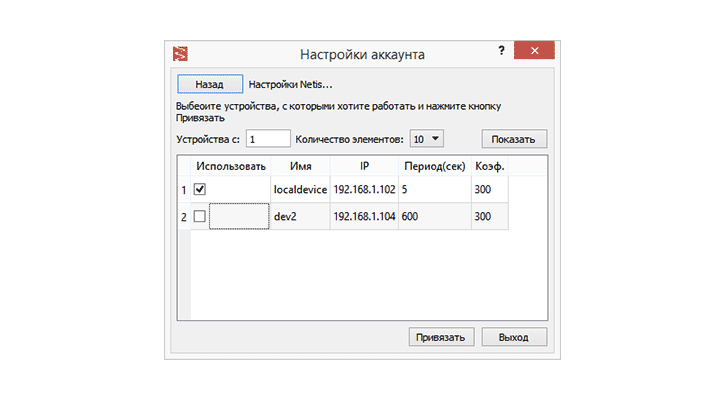 Настройки аккаунта
?
Назад Настройки Netis...
Выбеоите устройства, с которыми хотите работать и нажмите кнопку
Привязать
Устройства с: 1 Количество элементов: 10 Показать
Использовать Имя IP Период(сек) Коэф.
1 localdevice 192.168.1.102 5 300
2 dev2 192.168.1.104 600 300
Привязать Выход